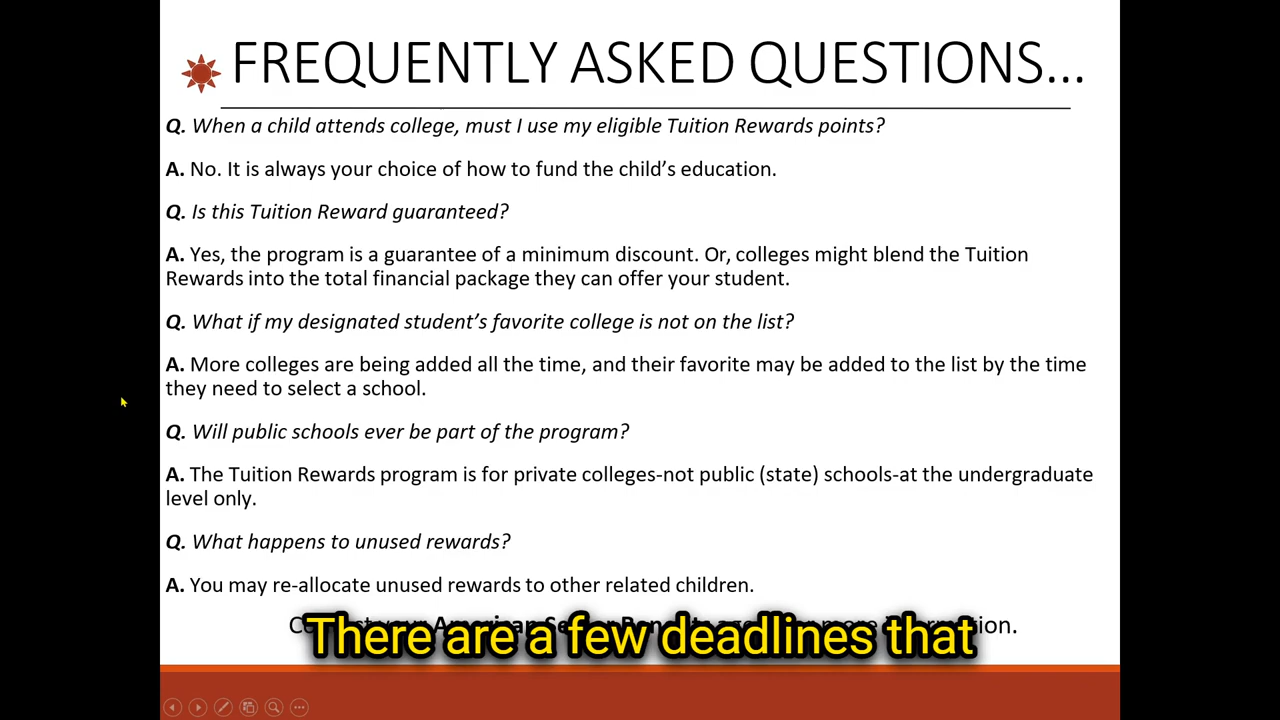 FREQUENTLY ASKED QUESTIONS...
Q. When a child attends college, must I use my eligible Tuition Rewards points?
A. No. It is always your choice of how to fund the child's education.
Q. Is this Tuition Reward guaranteed?
A. Yes, the program is a guarantee of a minimum discount. Or, colleges might blend the Tuition
Rewards into the total financial package they can offer your student.
Q. What if my designated student's favorite college is not on the list?
A. More colleges are being added all the time, and their favorite may be added to the list by the time
they need to select a school.
Q. Will public schools ever be part of the program?
A. The Tuition Rewards program is for private colleges-not public (state) schools-at the undergraduate
level only.
Q. What happens to unused rewards?
A. You may re-allocate unused rewards to other related children.
There are a few deadlines that